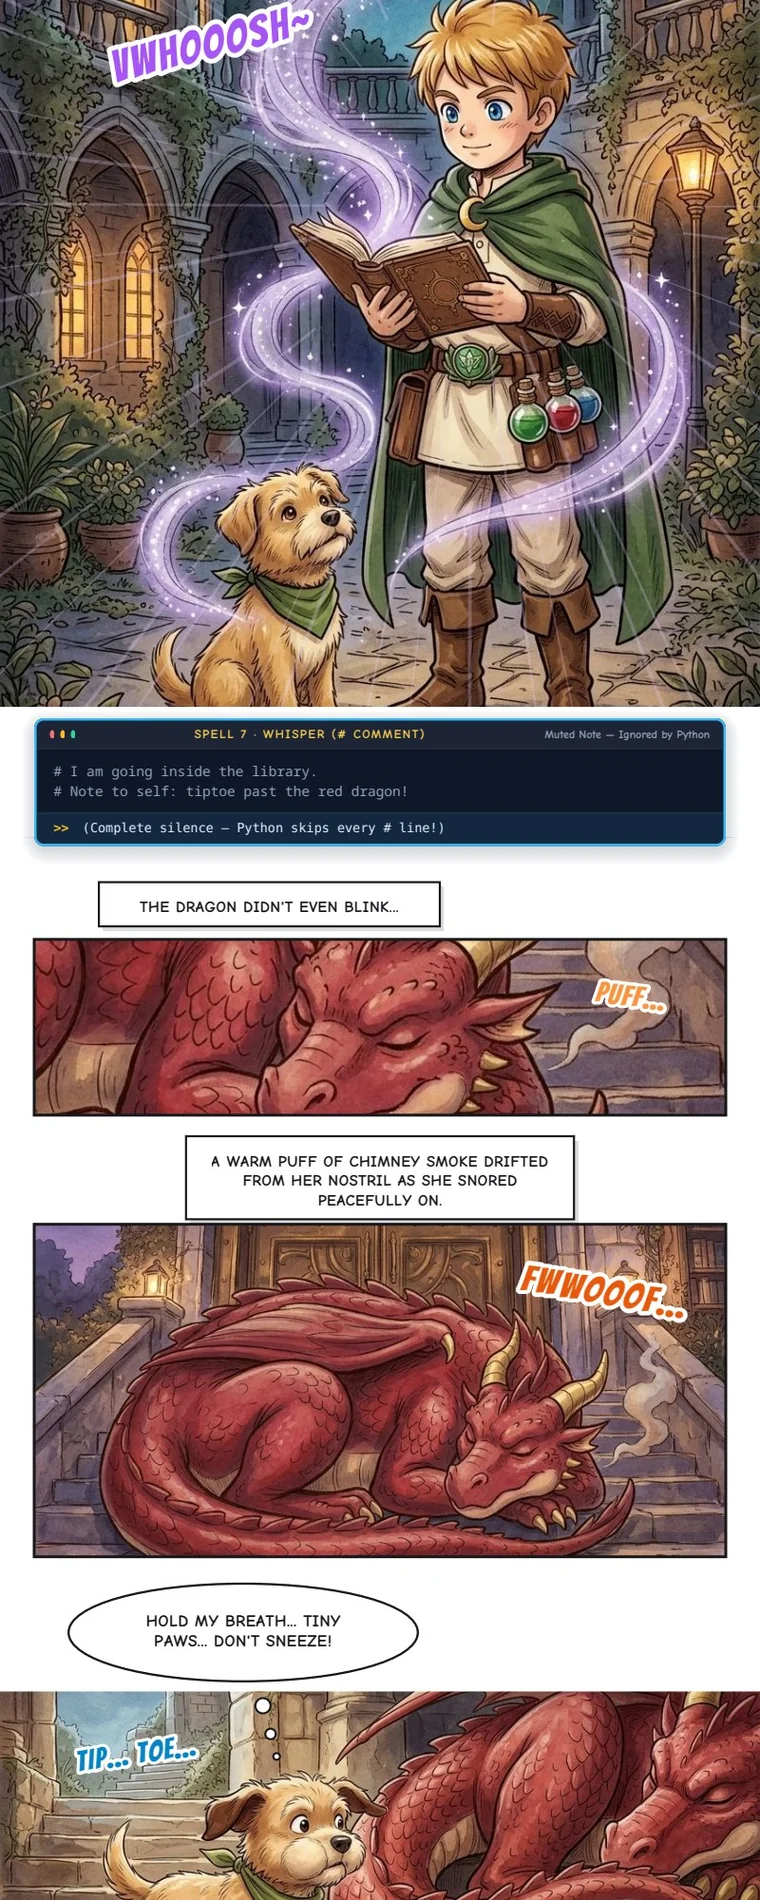 VWHOOOSH~
SPELL 7 · WHISPER (# COMMENT)
Muted Note — Ignored by Python
# I am going inside the library.
# Note to self: tiptoe past the red dragon!
>> (Complete silence — Python skips every # line!)
THE DRAGON DIDN'T EVEN BLINK...
PUFF...
A WARM PUFF OF CHIMNEY SMOKE DRIFTED
FROM HER NOSTRIL AS SHE SNORED
PEACEFULLY ON.
FWWOOOF...
HOLD MY BREATH... TINY
PAWS... DON'T SNEEZE!
TIP... TOE...